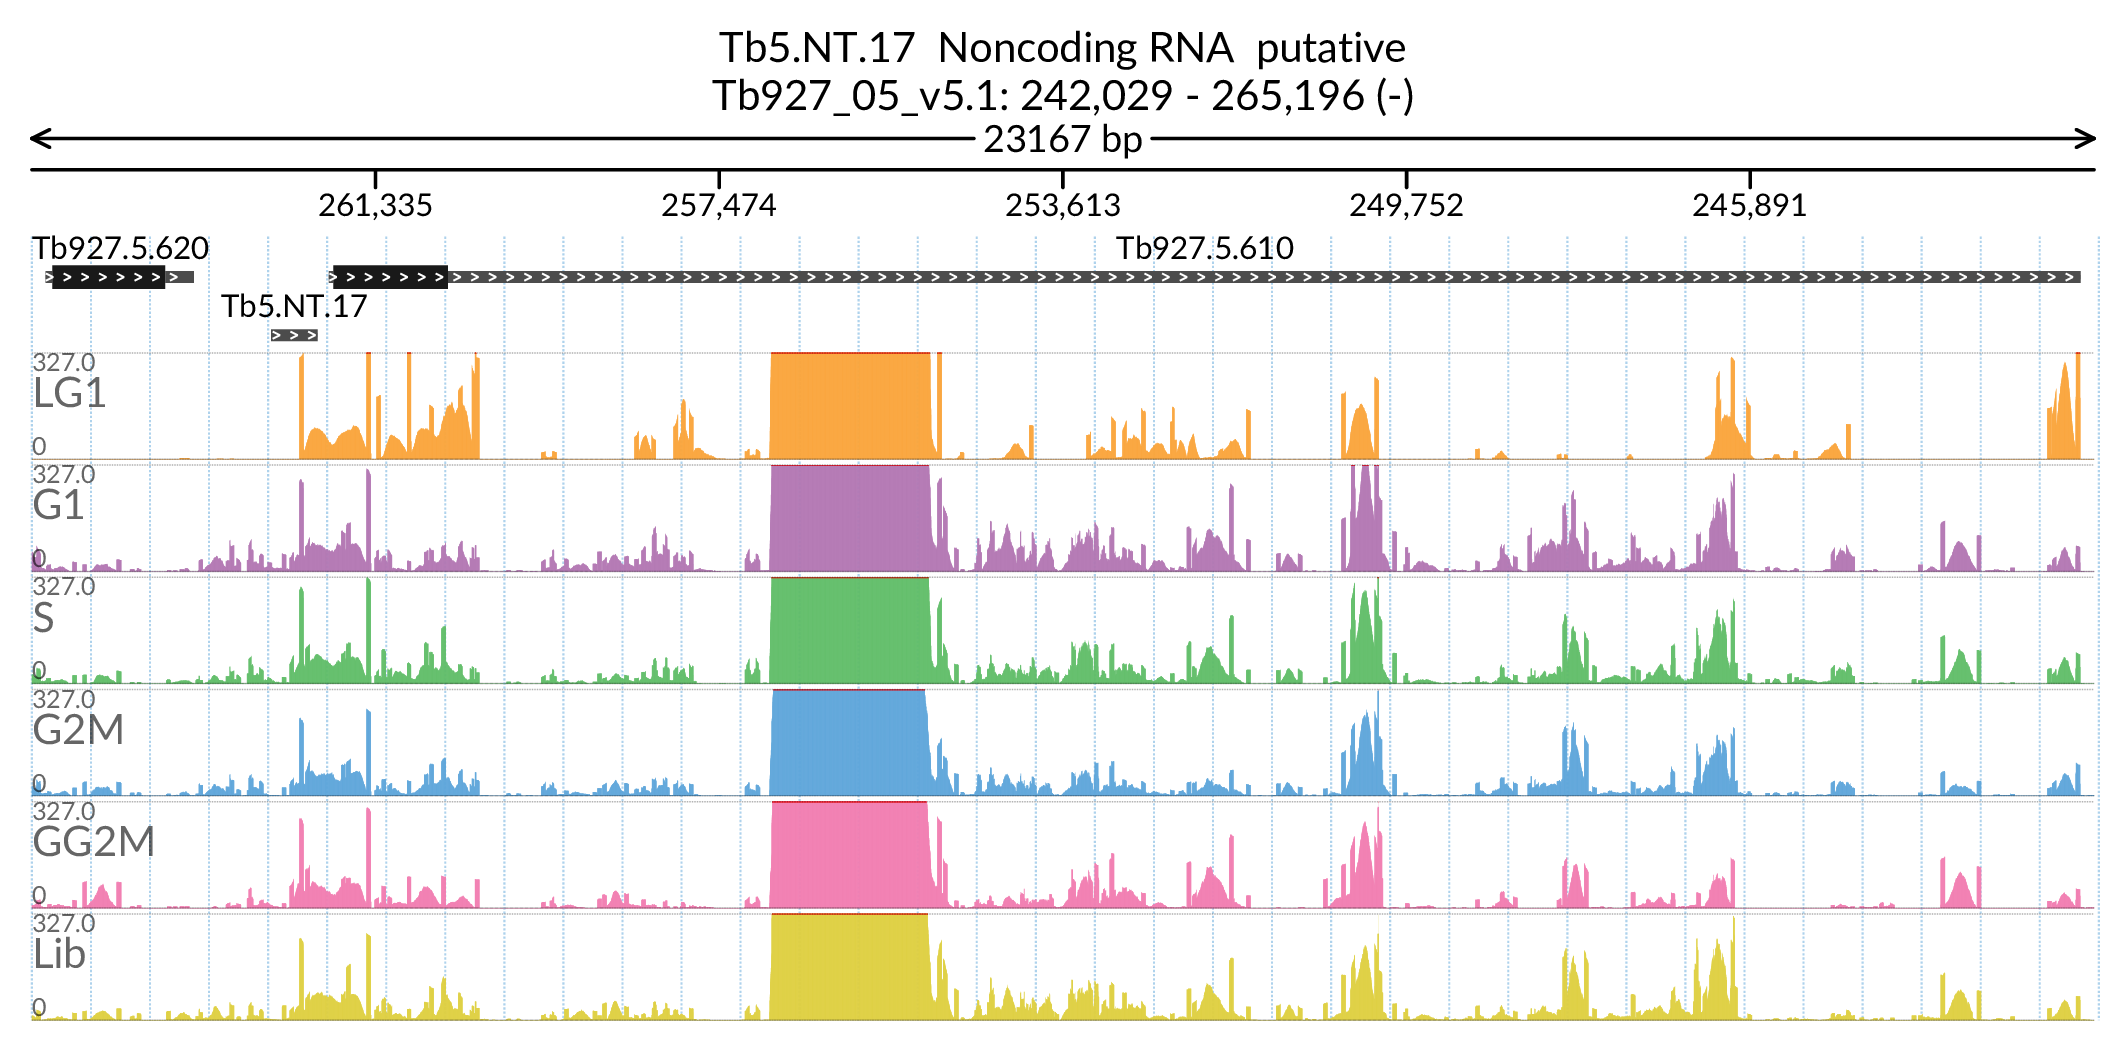 Tb5.NT.17 Noncoding RNA putative
Tb927_05_v5.1: 242,029 - 265,196 (-)
23167 bp
261,335 257,474 253,613 249,752 245,891
Tb927.5.620 Tb927.5.610
Tb5.NT.17
327.0
LG1
0
327.0
G1
0
327.0
S
0
327.0
G2M
0
327.0
GG2M
0
327.0
Lib
0